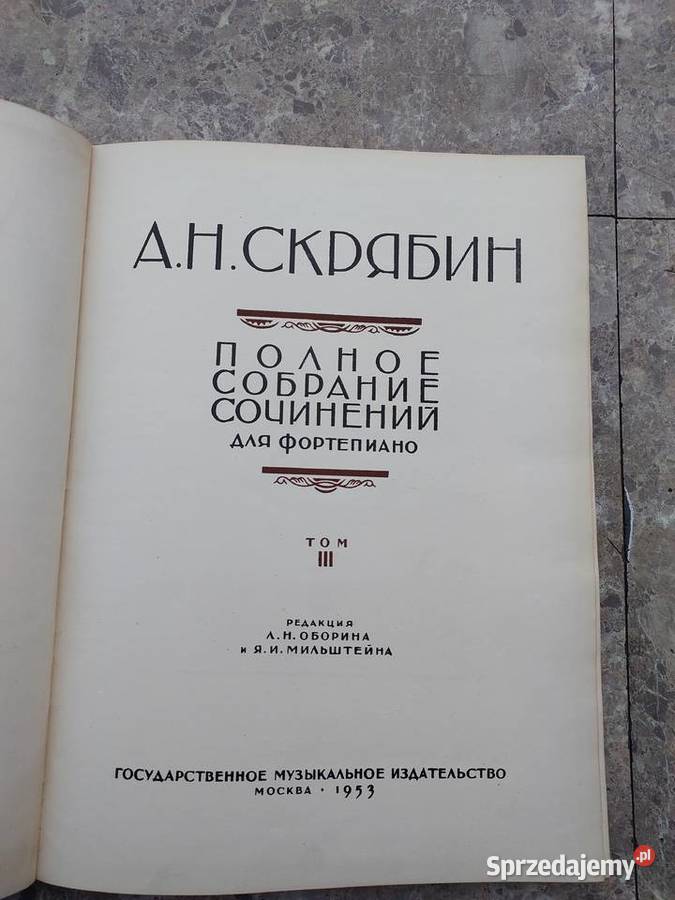 А.Н.СКРЯБИН
ПОЛНОЕ
СОБРАНИЕ
СОЧИНЕНИЙ
ДЛЯ ФОРТЕПИАНО
ТОМ
III
РЕДАКЦИЯ
Л.Н.ОБОРИНА
и Я.И.МИЛЬШТЕЙНА
ГОСУДАРСТВЕННОЕ МУЗЫКАЛЬНОЕ ИЗДАТЕЛЬСТВО
МОСКВА • 1953
Sprzedajemy.pl